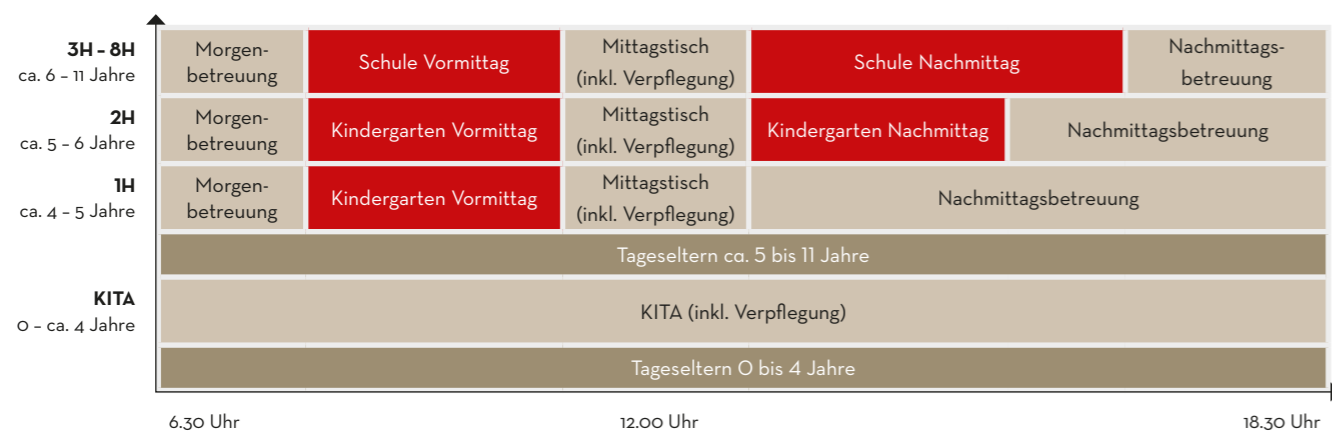 3H – 8H
ca. 6 – 11 Jahre
Morgen-
betreuung
Schule Vormittag
Mittagstisch
(inkl. Verpflegung)
Schule Nachmittag
Nachmittags-
betreuung
2H
ca. 5 – 6 Jahre
Morgen-
betreuung
Kindergarten Vormittag
Mittagstisch
(inkl. Verpflegung)
Kindergarten Nachmittag
Nachmittagsbetreuung
1H
ca. 4 – 5 Jahre
Morgen-
betreuung
Kindergarten Vormittag
Mittagstisch
(inkl. Verpflegung)
Nachmittagsbetreuung
Tageseltern ca. 5 bis 11 Jahre
KITA
0 – ca. 4 Jahre
KITA (inkl. Verpflegung)
Tageseltern 0 bis 4 Jahre
6.30 Uhr
12.00 Uhr
18.30 Uhr